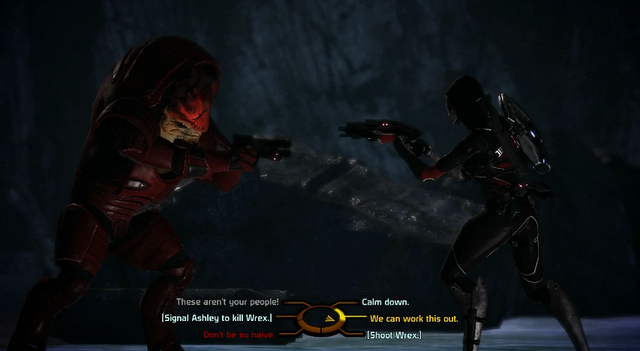 These aren't your people!
Calm down.
[Signal Ashley to kill Wrex.]
We can work this out.
Don't be so naive
[Shoot Wrex.]